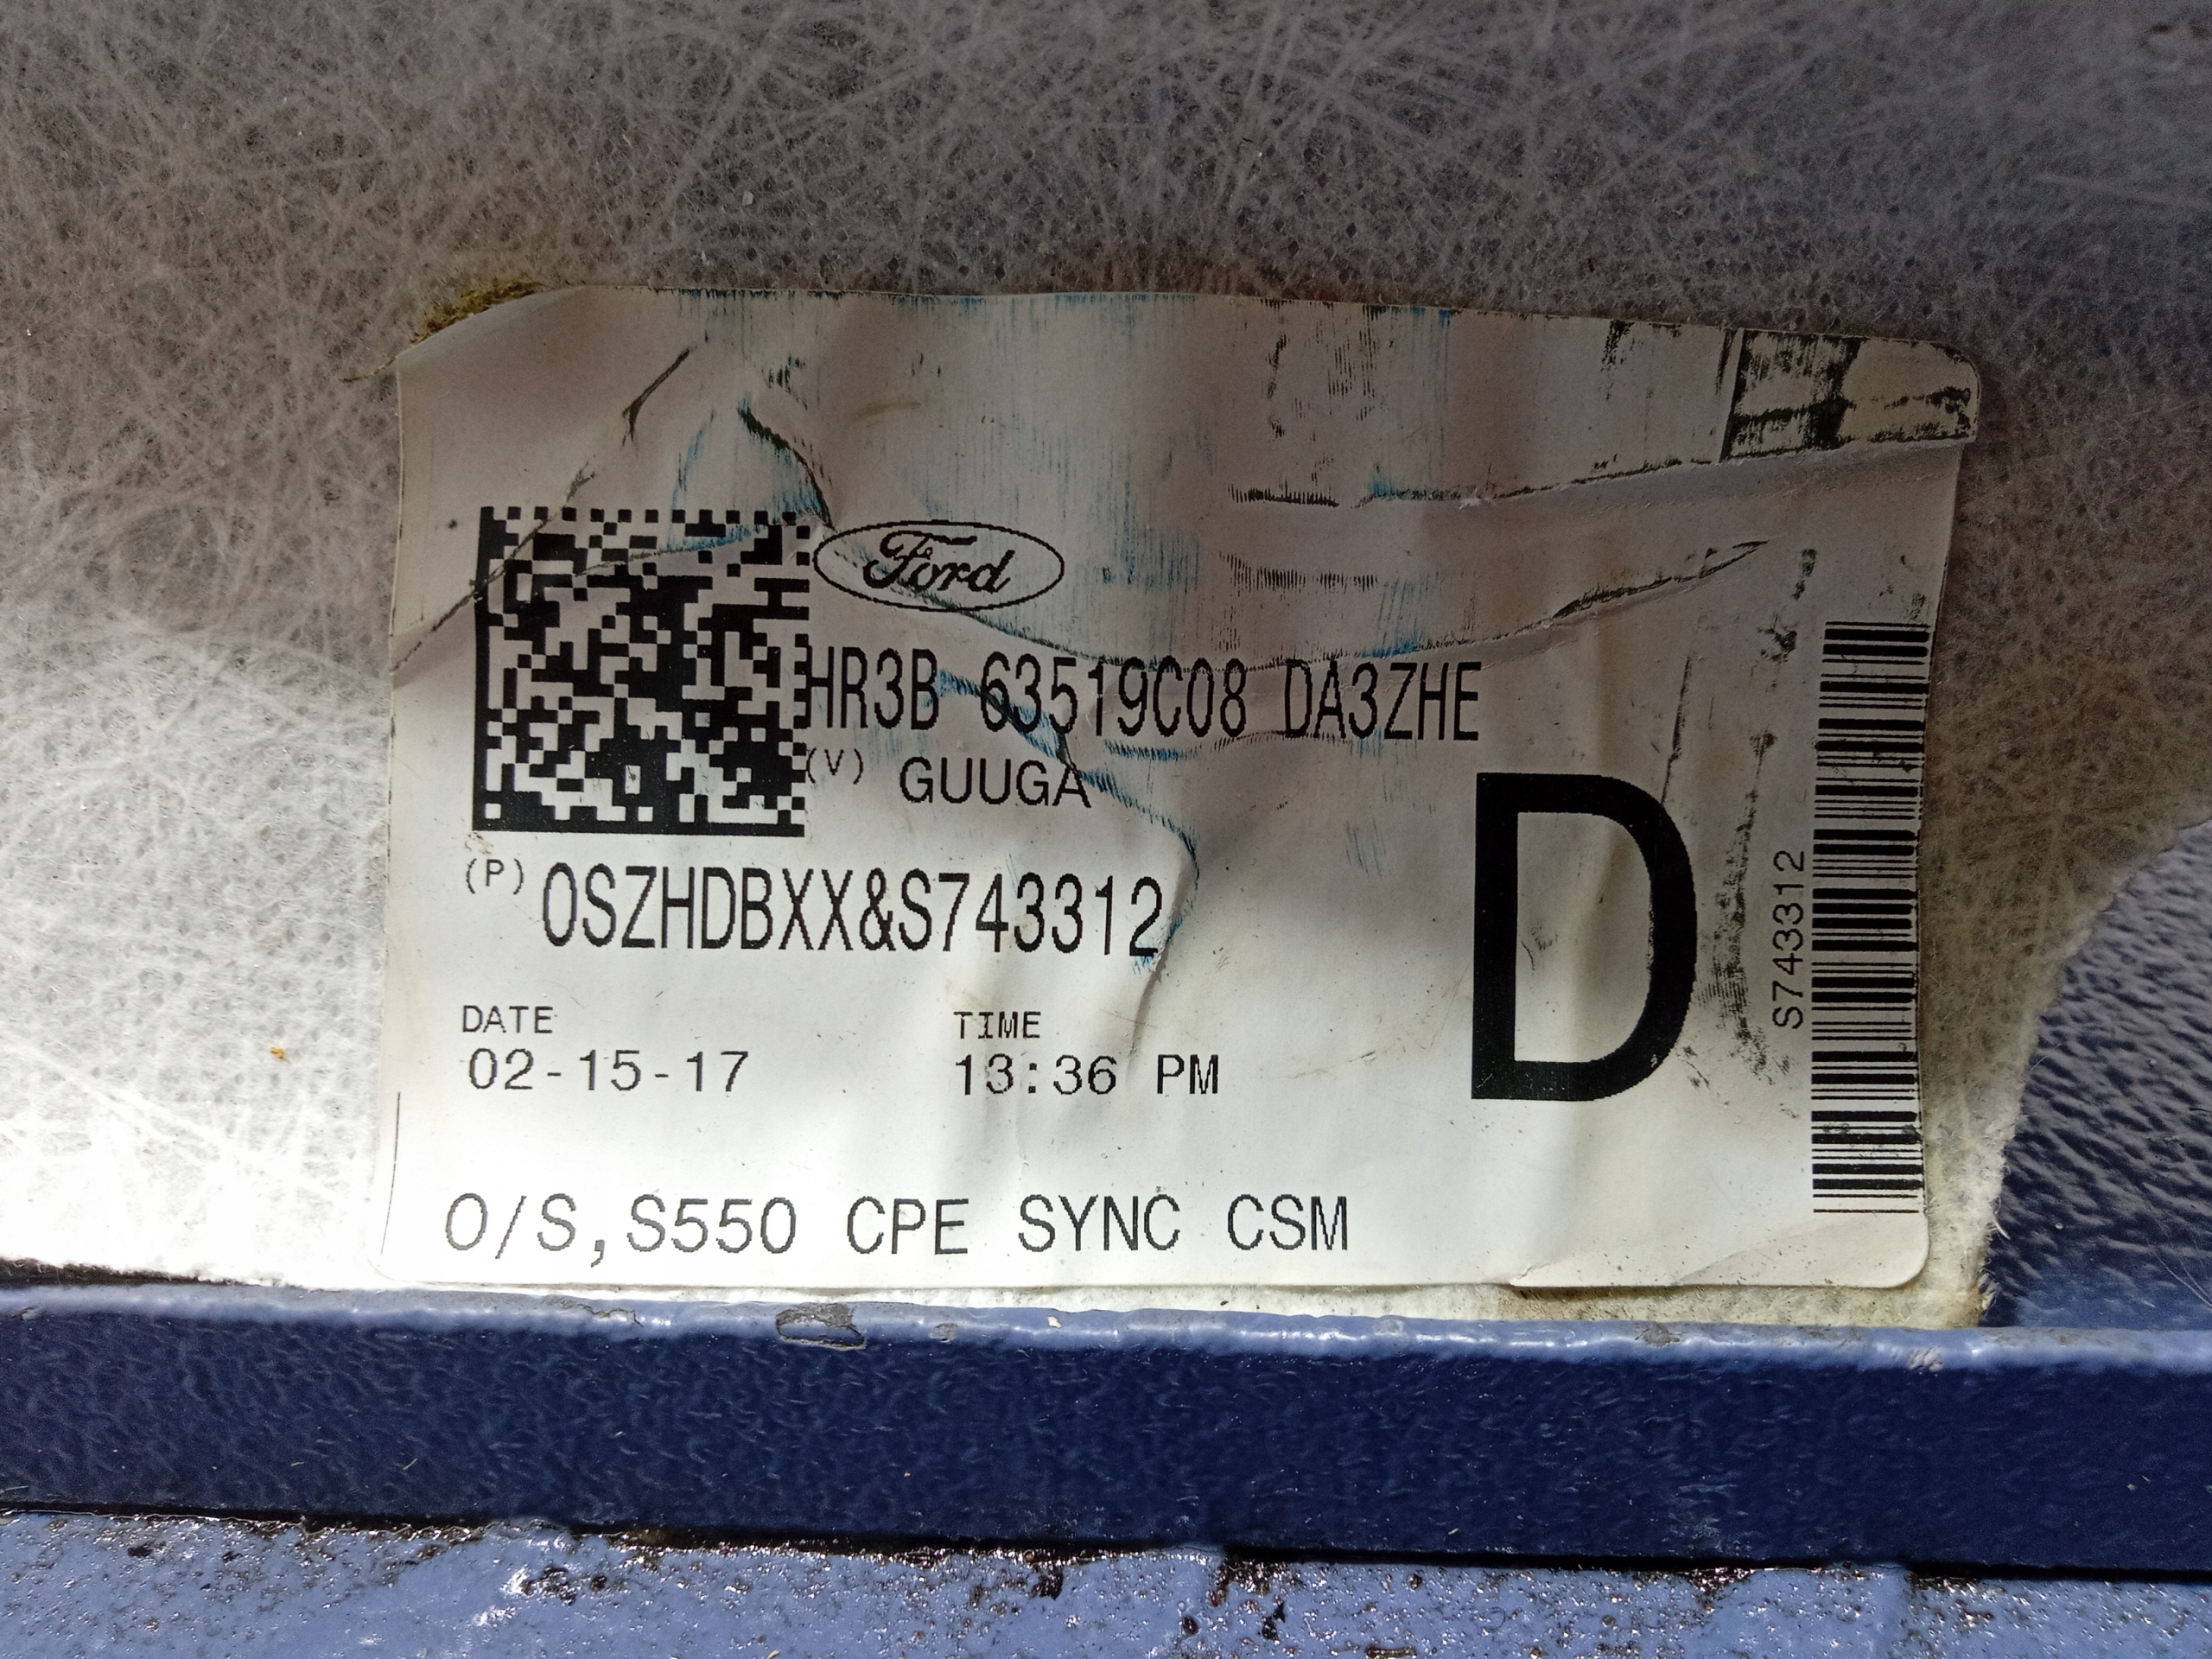 Ford
HR3B 63519C08 DA3ZHE
(V) GUUGA
(P) 0SZHDBXX&S743312
D
S743312
DATE TIME
02-15-17 13:36 PM
O/S,S550 CPE SYNC CSM